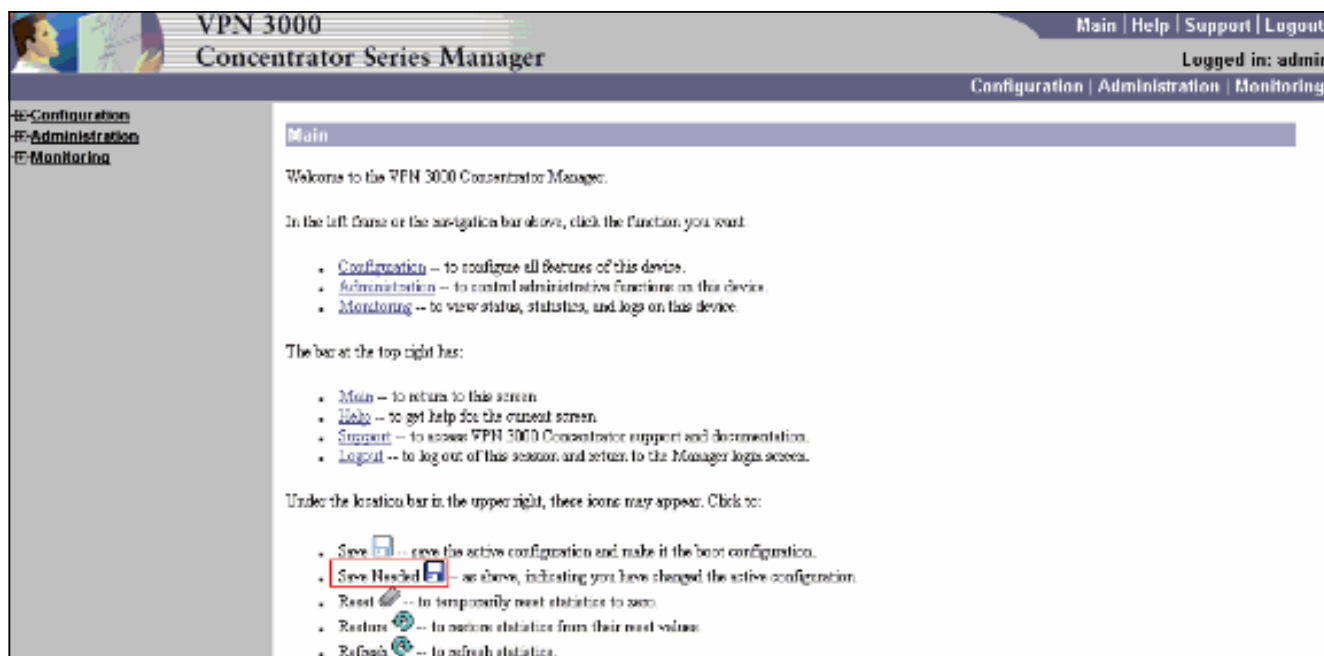 VPN 3000
Concentrator Series Manager
Main | Help | Support | Logout
Logged in: admin
Configuration | Administration | Monitoring
Configuration
Administration
Monitoring
Main
Welcome to the VPN 3000 Concentrator Manager.
In the left frame or the navigation bar above, click the function you want:
Configuration -- to configure all features of this device.
Administration -- to control administrative functions on this device.
Monitoring -- to view status, statistics, and logs on this device.
The bar at the top right has:
Main -- to return to this screen.
Help -- to get help for the current screen.
Support -- to access VPN 3000 Concentrator support and documentation.
Logout -- to log out of this session and return to the Manager login screen.
Under the location bar in the upper right, these icons may appear. Click to:
Save -- save the active configuration and make it the boot configuration.
Save Needed -- as above, indicating you have changed the active configuration.
Reset -- to temporarily reset statistics to zero.
Restore -- to restore statistics from their reset values.
Refresh -- to refresh statistics.